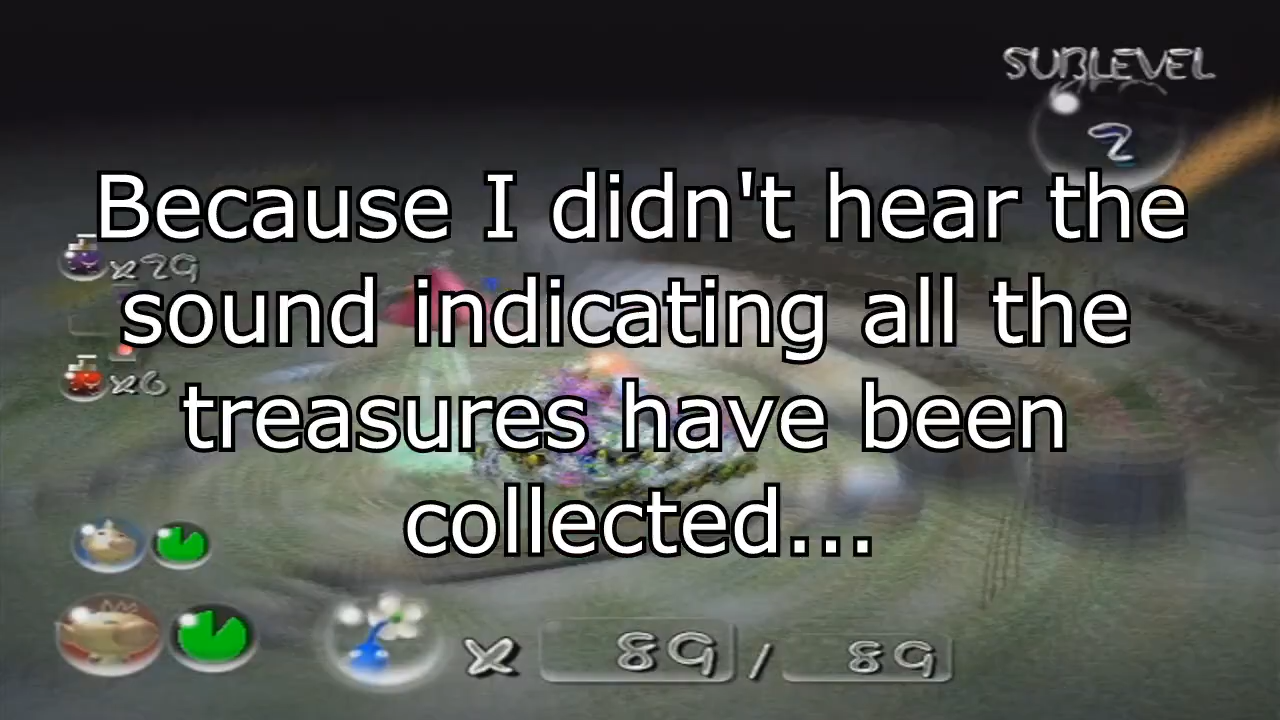 SUBLEVEL
2
Because I didn't hear the
x29
sound indicating all the
x6
treasures have been
collected...
x 89 / 89